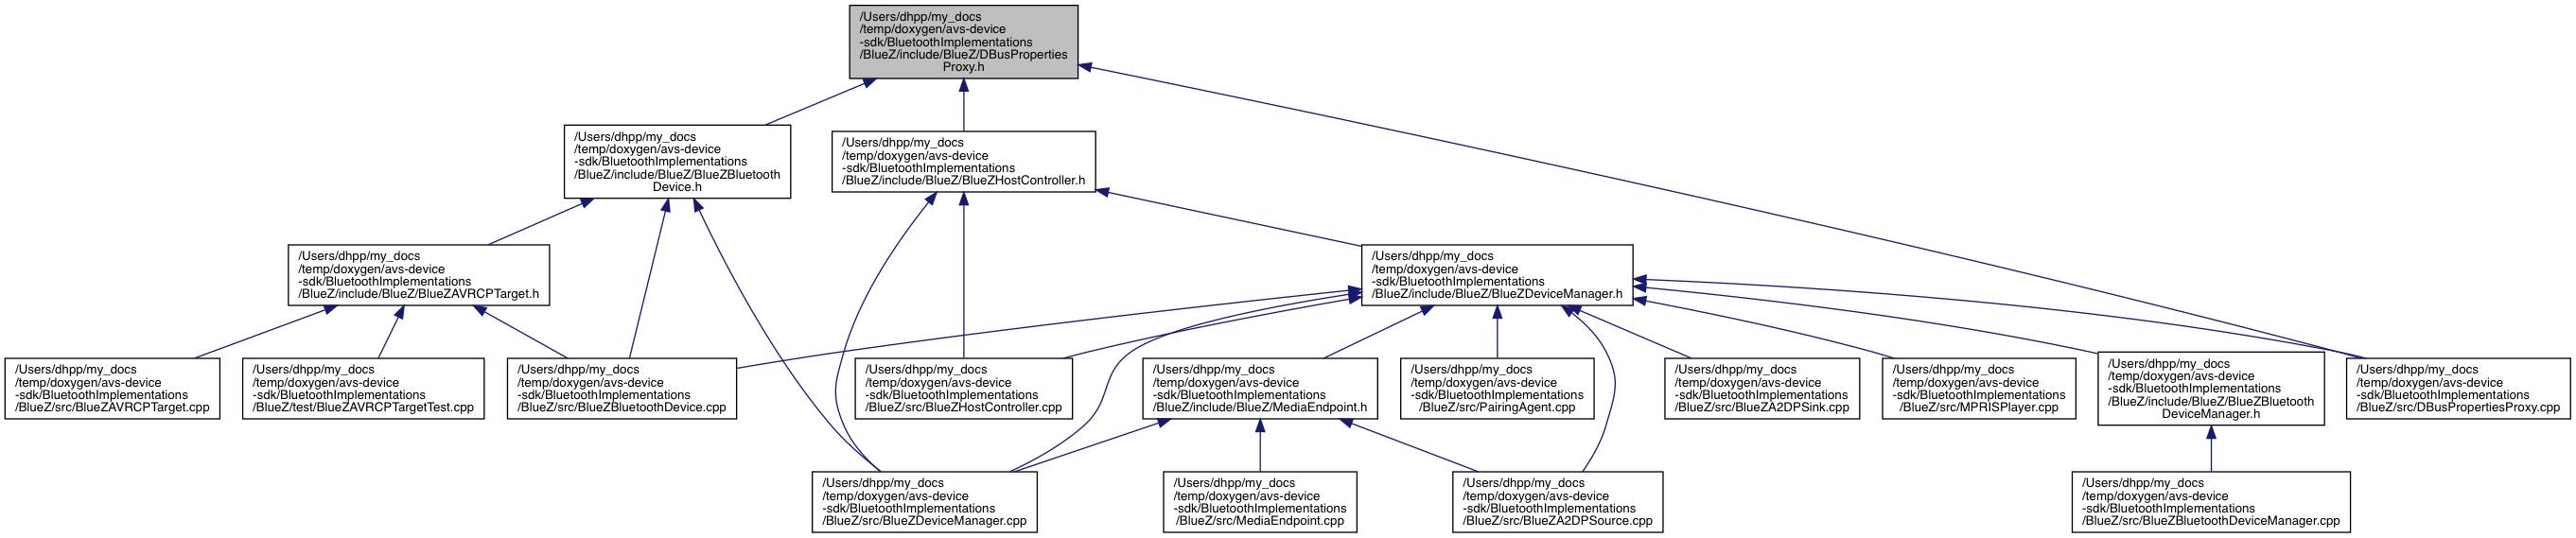 /Users/dhpp/my_docs
/temp/doxygen/avs-device
-sdk/BluetoothImplementations
/BlueZ/include/BlueZ/DBusProperties
Proxy.h
/Users/dhpp/my_docs
/temp/doxygen/avs-device
-sdk/BluetoothImplementations
/BlueZ/include/BlueZ/BlueZBluetooth
Device.h
/Users/dhpp/my_docs
/temp/doxygen/avs-device
-sdk/BluetoothImplementations
/BlueZ/include/BlueZ/BlueZHostController.h
/Users/dhpp/my_docs
/temp/doxygen/avs-device
-sdk/BluetoothImplementations
/BlueZ/include/BlueZ/BlueZAVRCPTarget.h
/Users/dhpp/my_docs
/temp/doxygen/avs-device
-sdk/BluetoothImplementations
/BlueZ/include/BlueZ/BlueZDeviceManager.h
/Users/dhpp/my_docs
/temp/doxygen/avs-device
-sdk/BluetoothImplementations
/BlueZ/src/BlueZAVRCPTarget.cpp
/Users/dhpp/my_docs
/temp/doxygen/avs-device
-sdk/BluetoothImplementations
/BlueZ/test/BlueZAVRCPTargetTest.cpp
/Users/dhpp/my_docs
/temp/doxygen/avs-device
-sdk/BluetoothImplementations
/BlueZ/src/BlueZBluetoothDevice.cpp
/Users/dhpp/my_docs
/temp/doxygen/avs-device
-sdk/BluetoothImplementations
/BlueZ/src/BlueZHostController.cpp
/Users/dhpp/my_docs
/temp/doxygen/avs-device
-sdk/BluetoothImplementations
/BlueZ/include/BlueZ/MediaEndpoint.h
/Users/dhpp/my_docs
/temp/doxygen/avs-device
-sdk/BluetoothImplementations
/BlueZ/src/PairingAgent.cpp
/Users/dhpp/my_docs
/temp/doxygen/avs-device
-sdk/BluetoothImplementations
/BlueZ/src/BlueZA2DPSink.cpp
/Users/dhpp/my_docs
/temp/doxygen/avs-device
-sdk/BluetoothImplementations
/BlueZ/src/MPRISPlayer.cpp
/Users/dhpp/my_docs
/temp/doxygen/avs-device
-sdk/BluetoothImplementations
/BlueZ/include/BlueZ/BlueZBluetooth
DeviceManager.h
/Users/dhpp/my_docs
/temp/doxygen/avs-device
-sdk/BluetoothImplementations
/BlueZ/src/DBusPropertiesProxy.cpp
/Users/dhpp/my_docs
/temp/doxygen/avs-device
-sdk/BluetoothImplementations
/BlueZ/src/BlueZDeviceManager.cpp
/Users/dhpp/my_docs
/temp/doxygen/avs-device
-sdk/BluetoothImplementations
/BlueZ/src/MediaEndpoint.cpp
/Users/dhpp/my_docs
/temp/doxygen/avs-device
-sdk/BluetoothImplementations
/BlueZ/src/BlueZA2DPSource.cpp
/Users/dhpp/my_docs
/temp/doxygen/avs-device
-sdk/BluetoothImplementations
/BlueZ/src/BlueZBluetoothDeviceManager.cpp